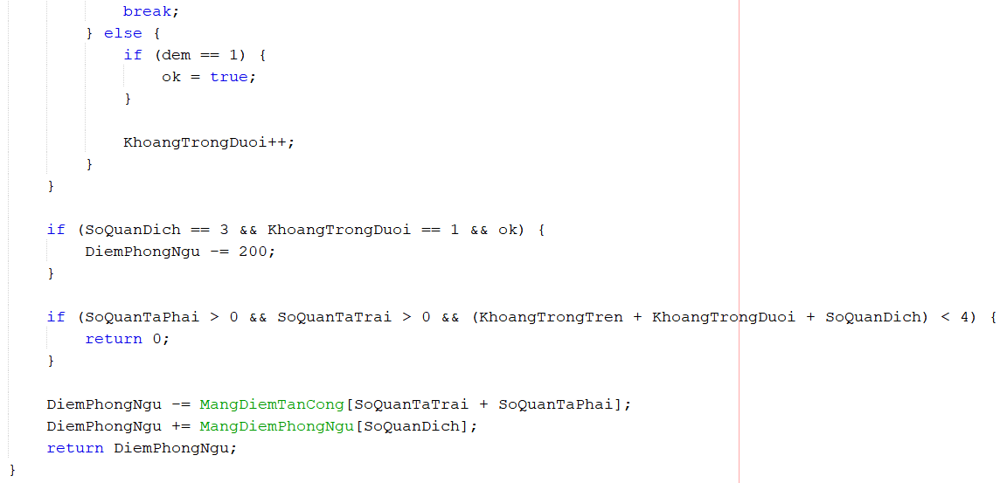 break;
} else {
if (dem == 1) {
ok = true;
}
KhoangTrongDuoi++;
}
}
if (SoQuanDich == 3 && KhoangTrongDuoi == 1 && ok) {
DiemPhongNgu -= 200;
}
if (SoQuanTaPhai > 0 && SoQuanTaTrai > 0 && (KhoangTrongTren + KhoangTrongDuoi + SoQuanDich) < 4) {
return 0;
}
DiemPhongNgu -= MangDiemTanCong[SoQuanTaTrai + SoQuanTaPhai];
DiemPhongNgu += MangDiemPhongNgu[SoQuanDich];
return DiemPhongNgu;
}